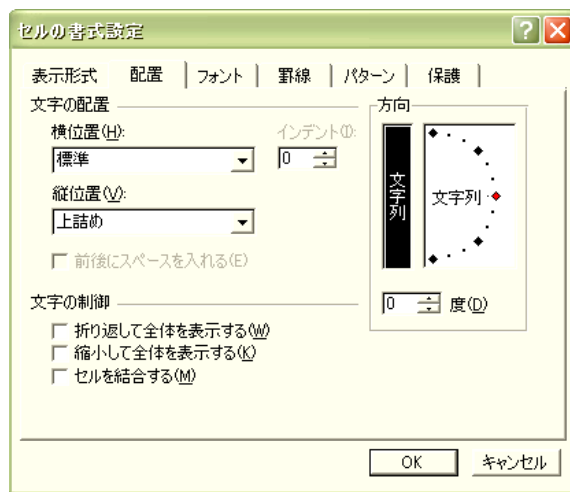 セルの書式設定
表示形式 配置 フォント 罫線 パターン 保護
文字の配置
横位置(H):
標準
インデント(I):
0
縦位置(V):
上詰め
前後にスペースを入れる(E)
方向
文字列
文字列
0 度(D)
文字の制御
折り返して全体を表示する(W)
縮小して全体を表示する(K)
セルを結合する(M)
OK キャンセル